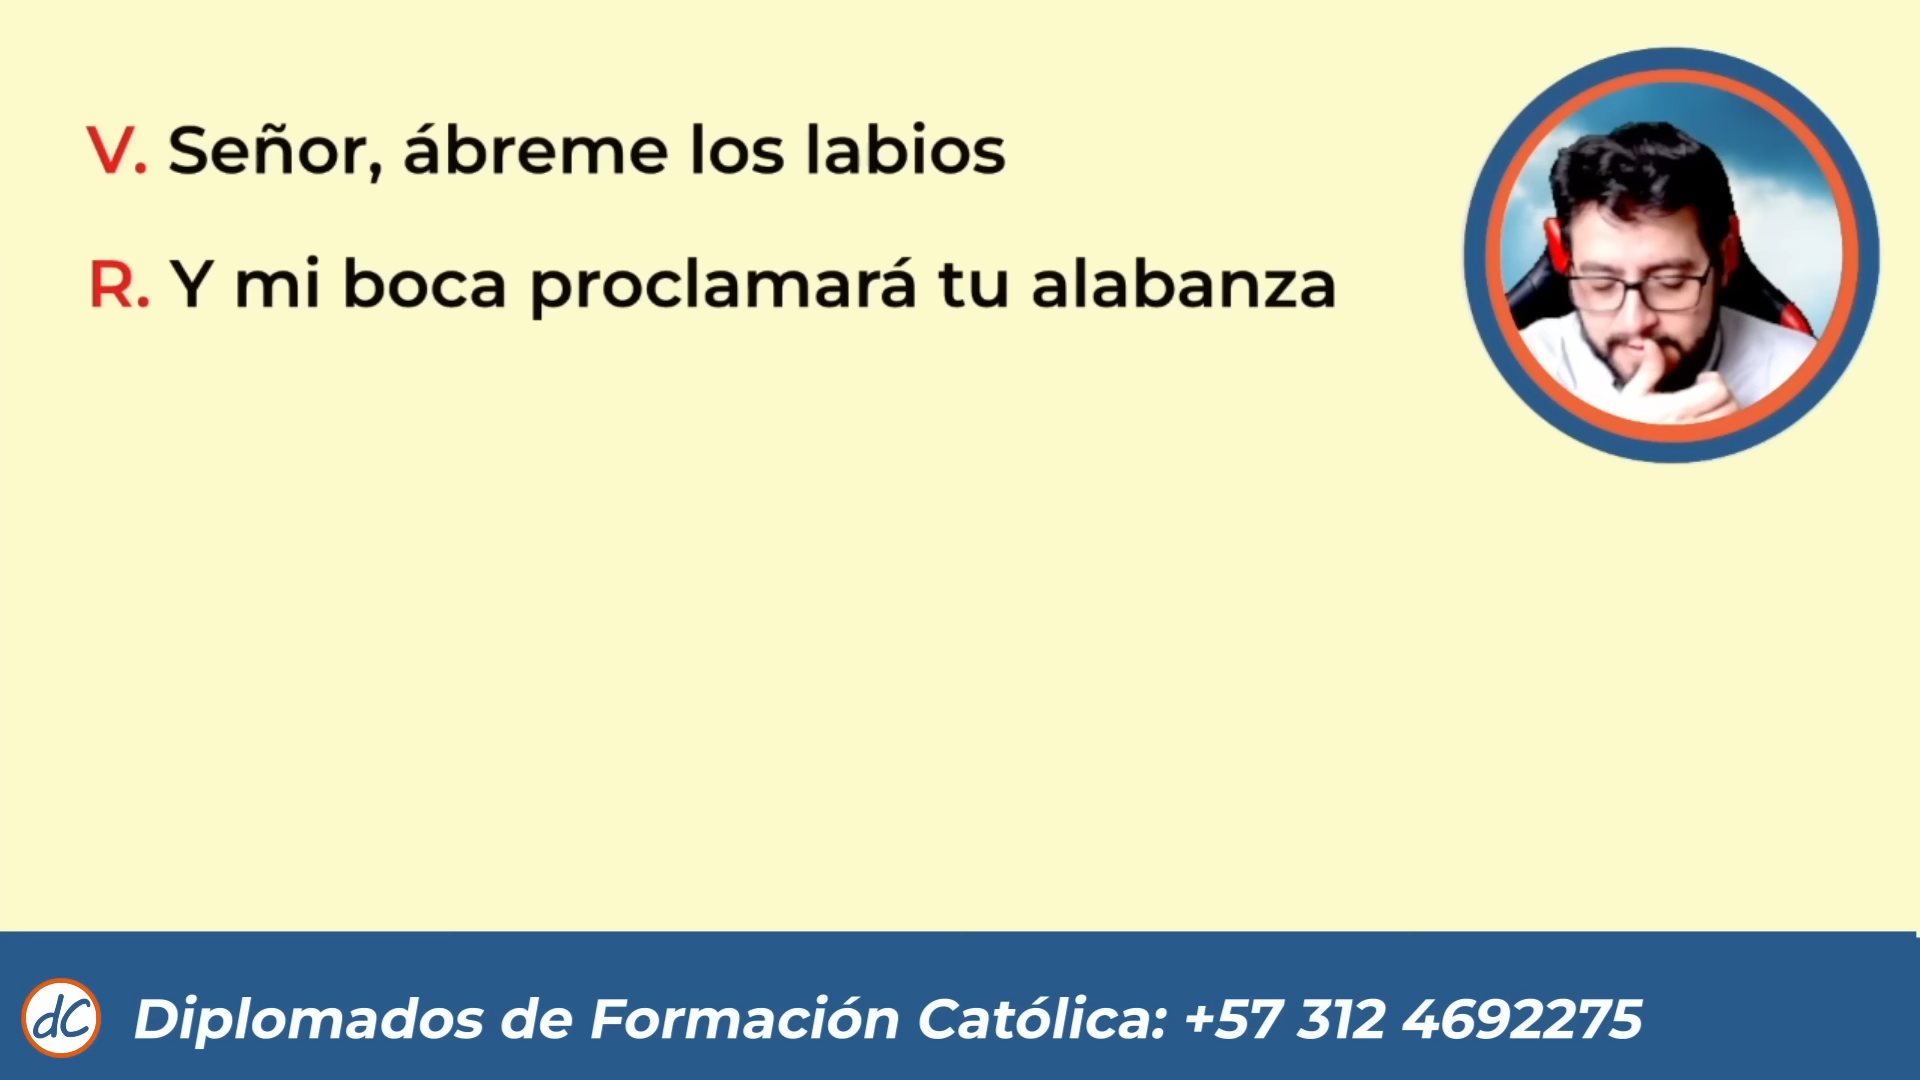 V. Señor, ábreme los labios
R. Y mi boca proclamará tu alabanza
dC Diplomados de Formación Católica: +57 312 4692275